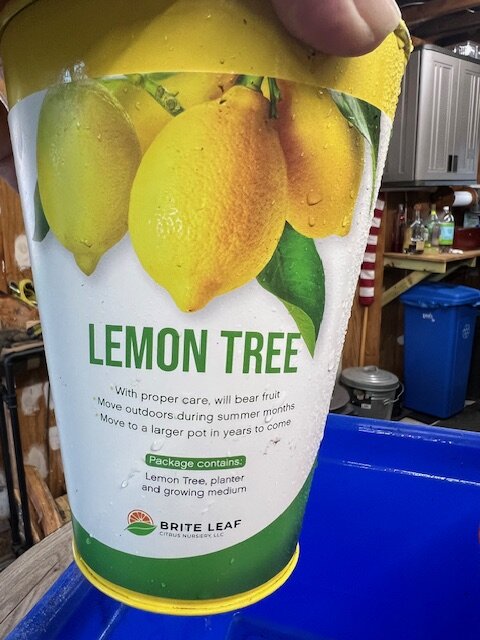 LEMON TREE
With proper care, will bear fruit
Move outdoors during summer months
Move to a larger pot in years to come
Package contains:
Lemon Tree, planter
and growing medium
BRITE LEAF
CITRUS NURSERY, LLC